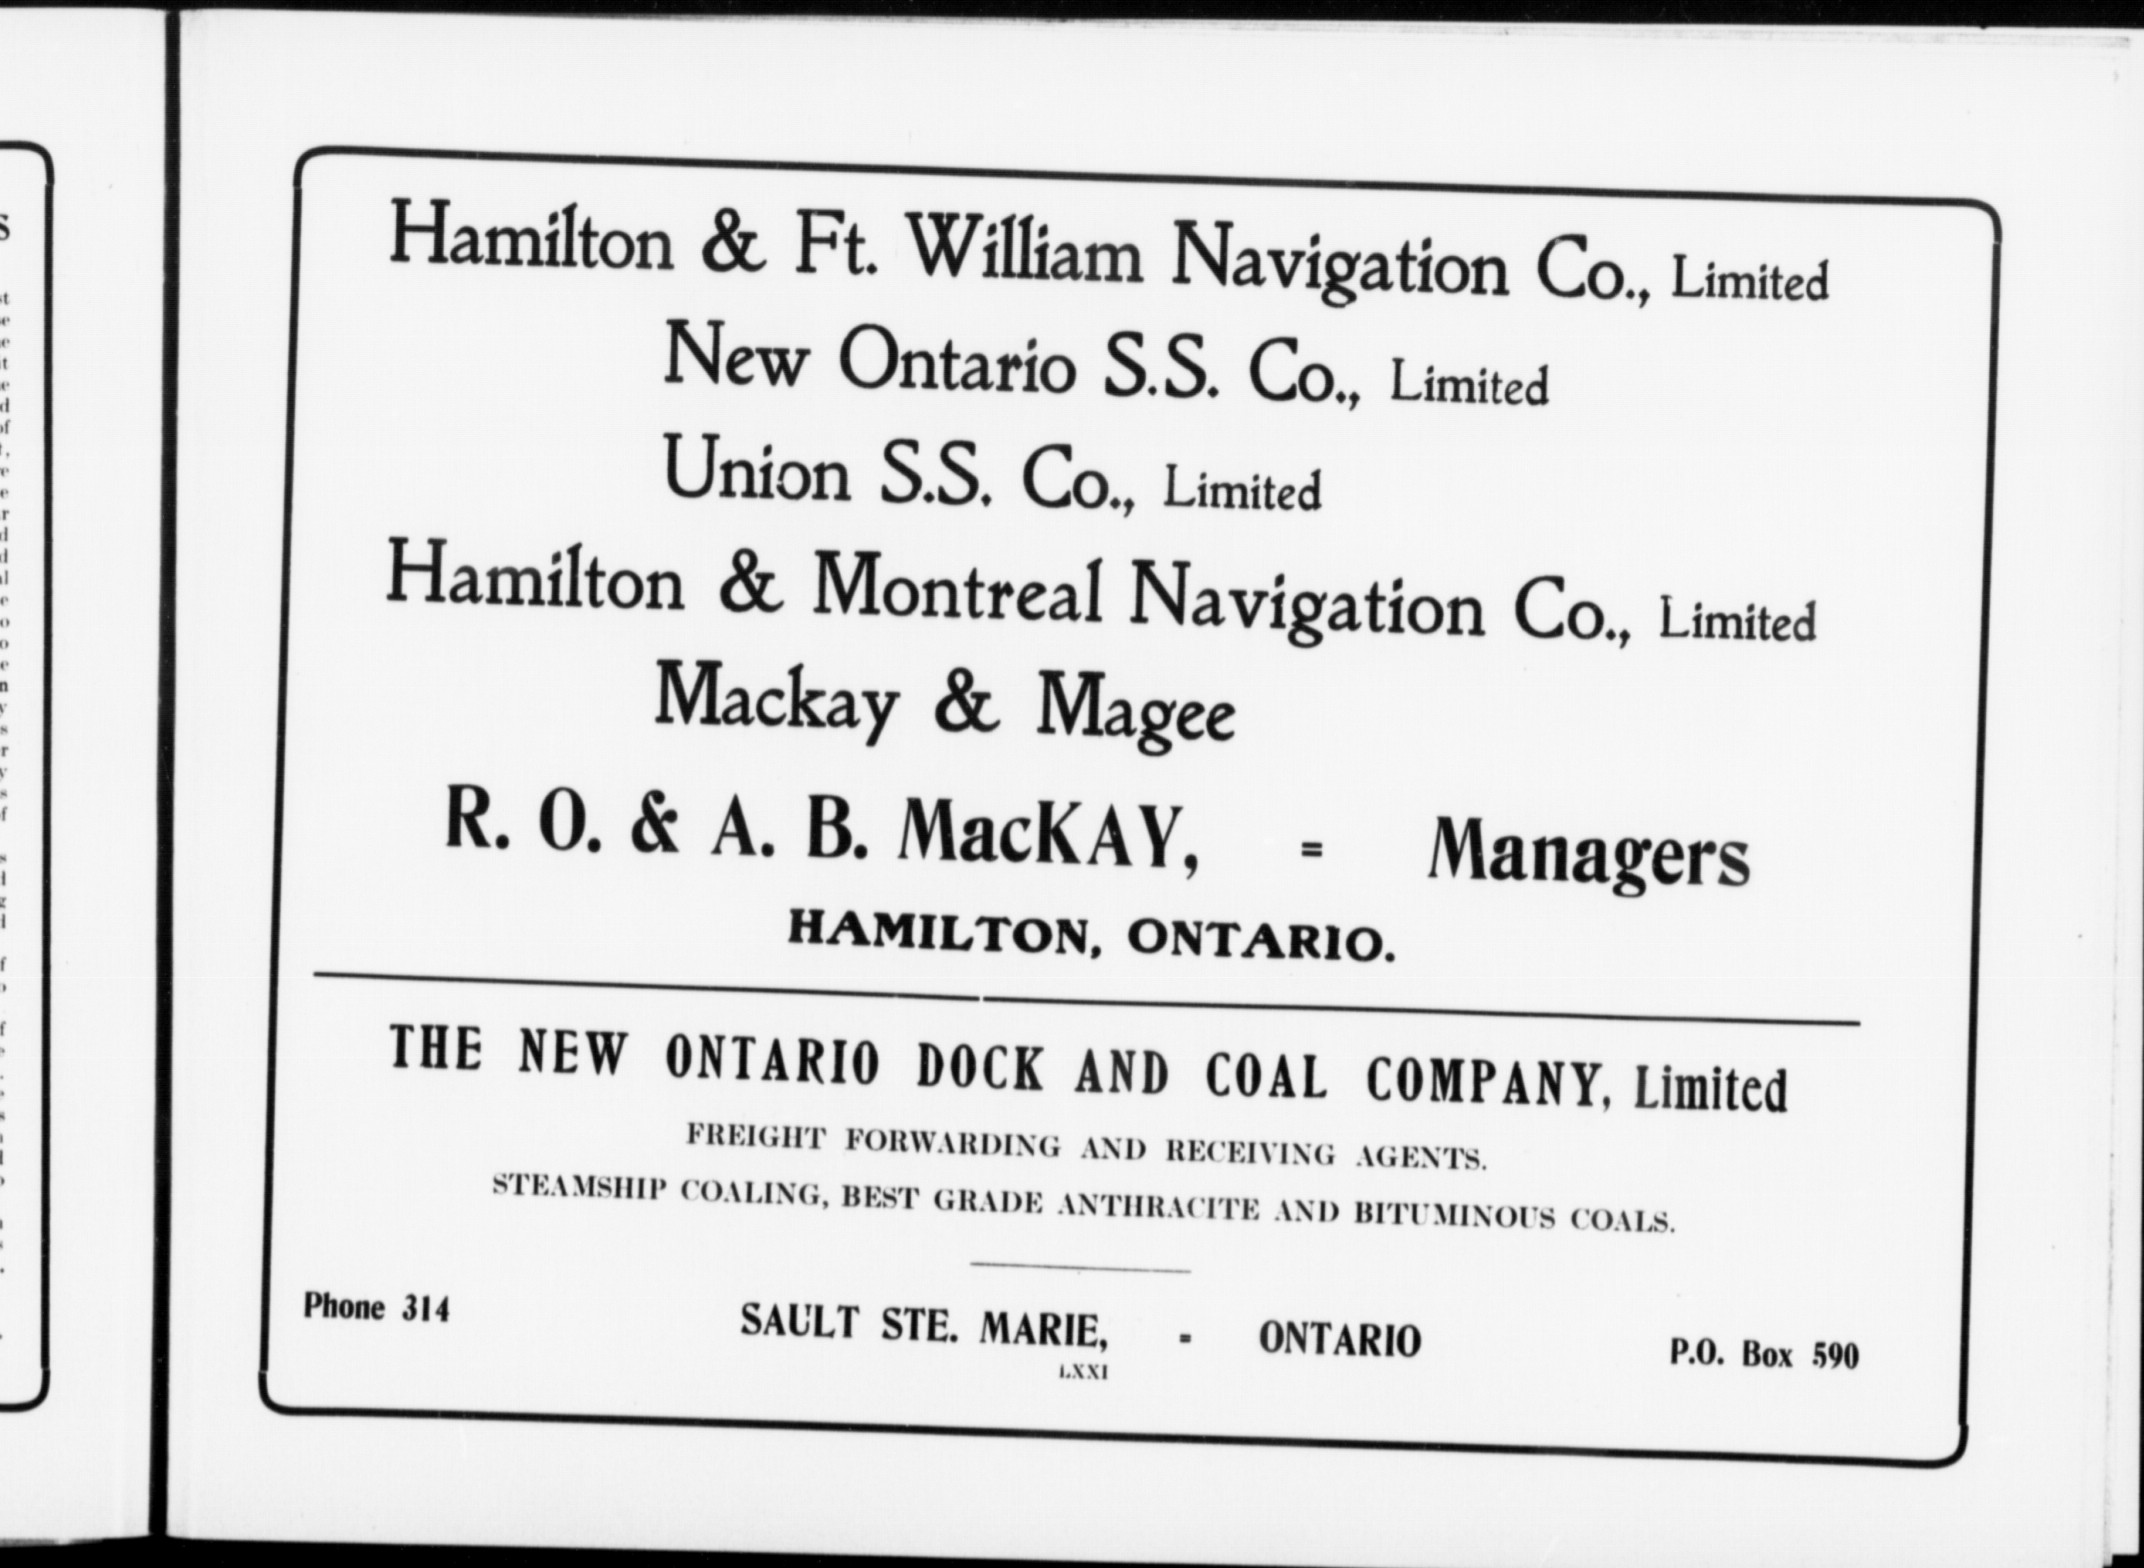 Hamilton & Ft. William Navigation Co., Limited
New Ontario S.S. Co., Limited
Union S.S. Co., Limited
Hamilton & Montreal Navigation Co., Limited
Mackay & Magee
R. O. & A. B. MacKAY, = Managers
HAMILTON, ONTARIO.
THE NEW ONTARIO DOCK AND COAL COMPANY, Limited
FREIGHT FORWARDING AND RECEIVING AGENTS.
STEAMSHIP COALING, BEST GRADE ANTHRACITE AND BITUMINOUS COALS.
Phone 314 SAULT STE. MARIE, - ONTARIO P.O. Box 590
LXXI